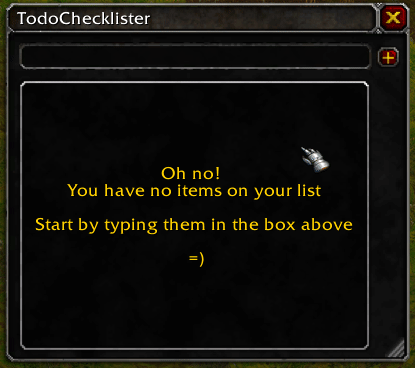 TodoChecklister
Oh no!
You have no items on your list
Start by typing them in the box above
=)